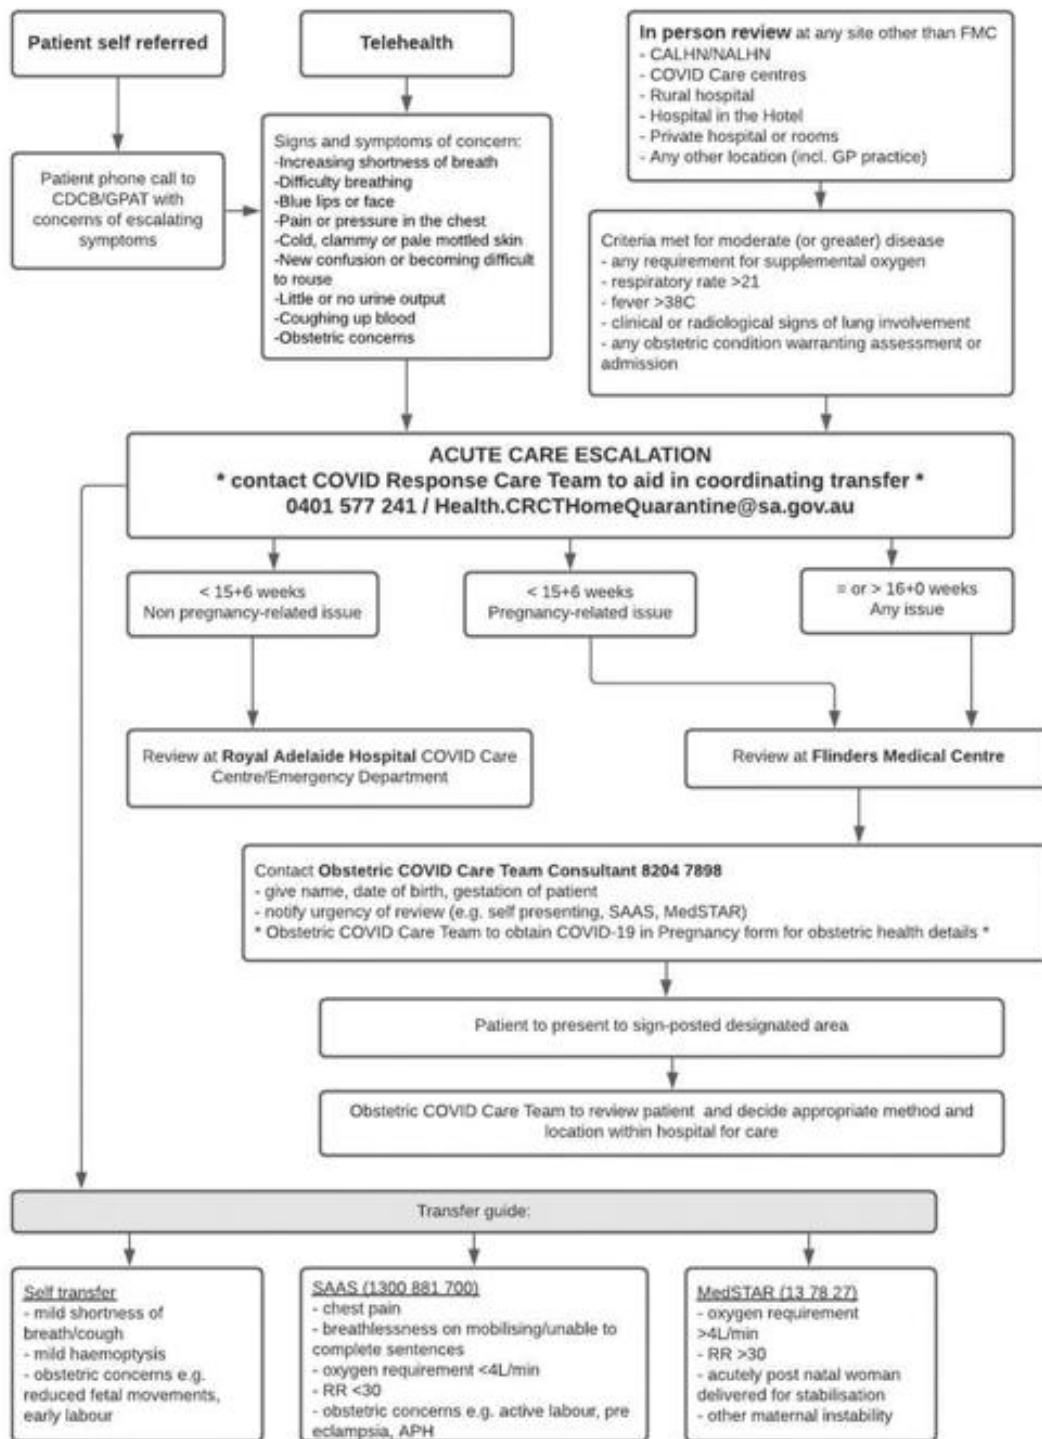 Patient self referred
Telehealth
In person review at any site other than FMC
- CALHN/NALHN
- COVID Care centres
- Rural hospital
- Hospital in the Hotel
- Private hospital or rooms
- Any other location (incl. GP practice)
Patient phone call to
CDCB/GPAT with
concerns of escalating
symptoms
Signs and symptoms of concern:
-Increasing shortness of breath
-Difficulty breathing
-Blue lips or face
-Pain or pressure in the chest
-Cold, clammy or pale mottled skin
-New confusion or becoming difficult
to rouse
-Little or no urine output
-Coughing up blood
-Obstetric concerns
Criteria met for moderate (or greater) disease
- any requirement for supplemental oxygen
- respiratory rate >21
- fever >38C
- clinical or radiological signs of lung involvement
- any obstetric condition warranting assessment or
admission
ACUTE CARE ESCALATION
* contact COVID Response Care Team to aid in coordinating transfer *
0401 577 241 / Health.CRCTHomeQuarantine@sa.gov.au
< 15+6 weeks
Non pregnancy-related issue
< 15+6 weeks
Pregnancy-related issue
= or > 16+0 weeks
Any issue
Review at Royal Adelaide Hospital COVID Care
Centre/Emergency Department
Review at Flinders Medical Centre
Contact Obstetric COVID Care Team Consultant 8204 7898
- give name, date of birth, gestation of patient
- notify urgency of review (e.g. self presenting, SAAS, MedSTAR)
* Obstetric COVID Care Team to obtain COVID-19 in Pregnancy form for obstetric health details *
Patient to present to sign-posted designated area
Obstetric COVID Care Team to review patient and decide appropriate method and
location within hospital for care
Transfer guide:
Self transfer
- mild shortness of
breath/cough
- mild haemoptysis
- obstetric concerns e.g.
reduced fetal movements,
early labour
SAAS (1300 881 700)
- chest pain
- breathlessness on mobilising/unable to
complete sentences
- oxygen requirement <4L/min
- RR <30
- obstetric concerns e.g. active labour, pre
eclampsia, APH
MedSTAR (13 78 27)
- oxygen requirement
>4L/min
- RR >30
- acutely post natal woman
delivered for stabilisation
- other maternal instability